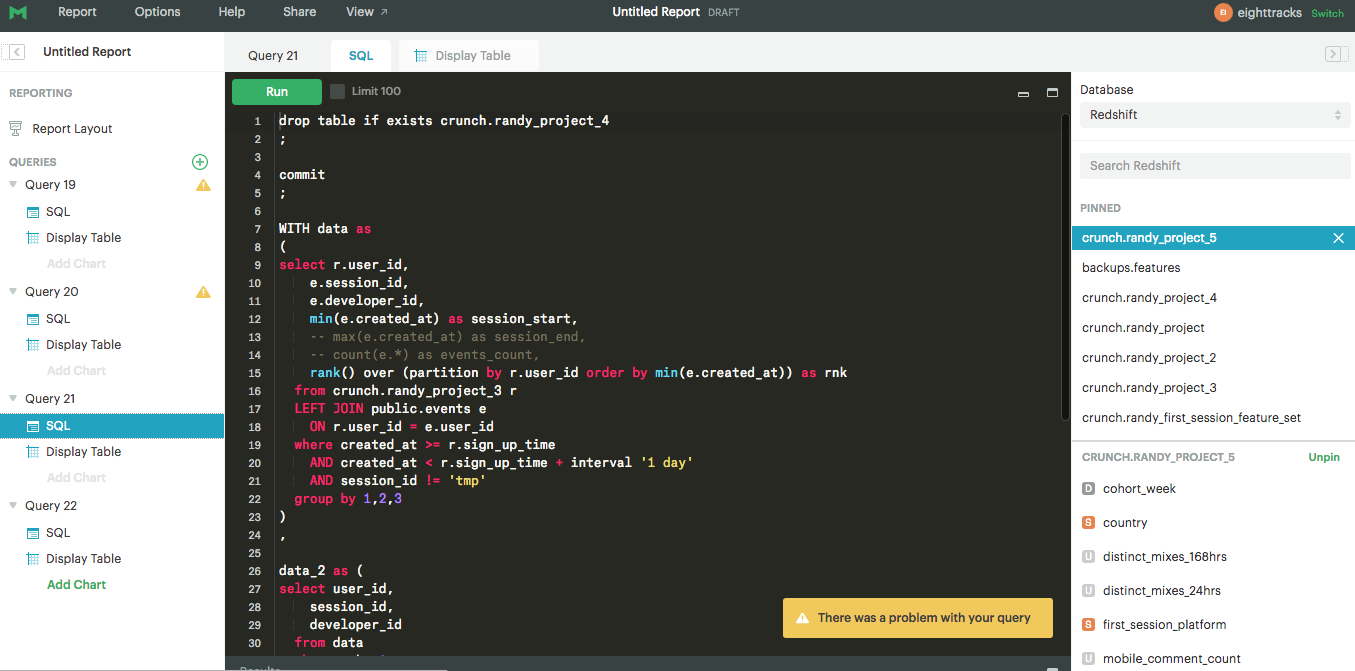 Report Options Help Share View ↗ Untitled Report DRAFT EI eighttracks Switch
Untitled Report
Query 21 SQL Display Table
REPORTING
Report Layout
QUERIES
Query 19
SQL
Display Table
Add Chart
Query 20
SQL
Display Table
Add Chart
Query 21
SQL
Display Table
Add Chart
Query 22
SQL
Display Table
Add Chart
Run Limit 100
1 drop table if exists crunch.randy_project_4
2 ;
3
4 commit
5 ;
6
7 WITH data as
8 (
9 select r.user_id,
10 e.session_id,
11 e.developer_id,
12 min(e.created_at) as session_start,
13 -- max(e.created_at) as session_end,
14 -- count(e.*) as events_count,
15 rank() over (partition by r.user_id order by min(e.created_at)) as rnk
16 from crunch.randy_project_3 r
17 LEFT JOIN public.events e
18 ON r.user_id = e.user_id
19 where created_at >= r.sign_up_time
20 AND created_at < r.sign_up_time + interval '1 day'
21 AND session_id != 'tmp'
22 group by 1,2,3
23 )
24 ,
25
26 data_2 as (
27 select user_id,
28 session_id,
29 developer_id
30 from data
There was a problem with your query
Results
Database
Redshift
Search Redshift
PINNED
crunch.randy_project_5
backups.features
crunch.randy_project_4
crunch.randy_project
crunch.randy_project_2
crunch.randy_project_3
crunch.randy_first_session_feature_set
CRUNCH.RANDY_PROJECT_5 Unpin
D cohort_week
S country
U distinct_mixes_168hrs
U distinct_mixes_24hrs
S first_session_platform
U mobile_comment_count